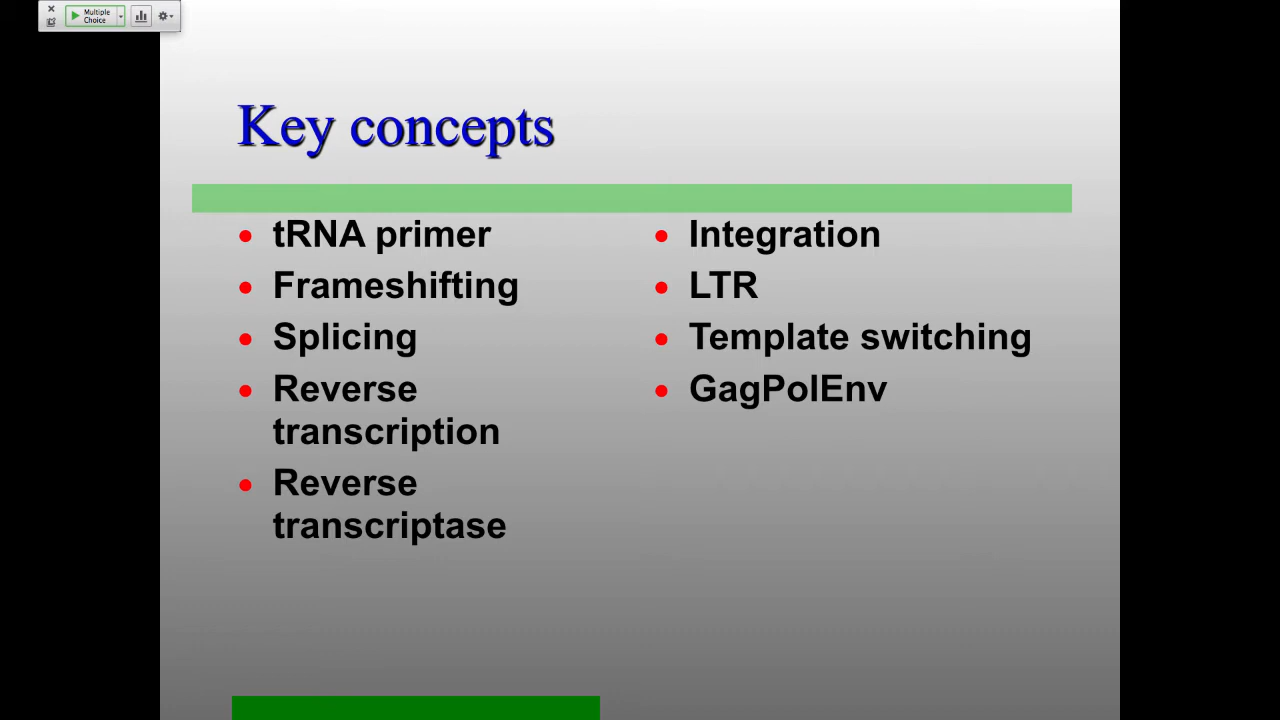 Multiple
Choice
Key concepts
tRNA primer
Frameshifting
Splicing
Reverse
transcription
Reverse
transcriptase
Integration
LTR
Template switching
GagPolEnv